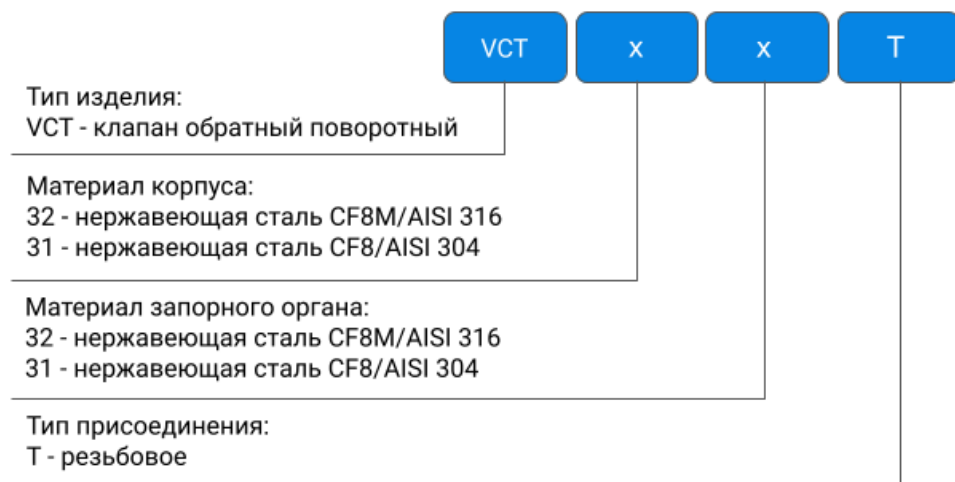 VCT x x T
Тип изделия:
VCT - клапан обратный поворотный
Материал корпуса:
32 - нержавеющая сталь CF8M/AISI 316
31 - нержавеющая сталь CF8/AISI 304
Материал запорного органа:
32 - нержавеющая сталь CF8M/AISI 316
31 - нержавеющая сталь CF8/AISI 304
Тип присоединения:
Т - резьбовое